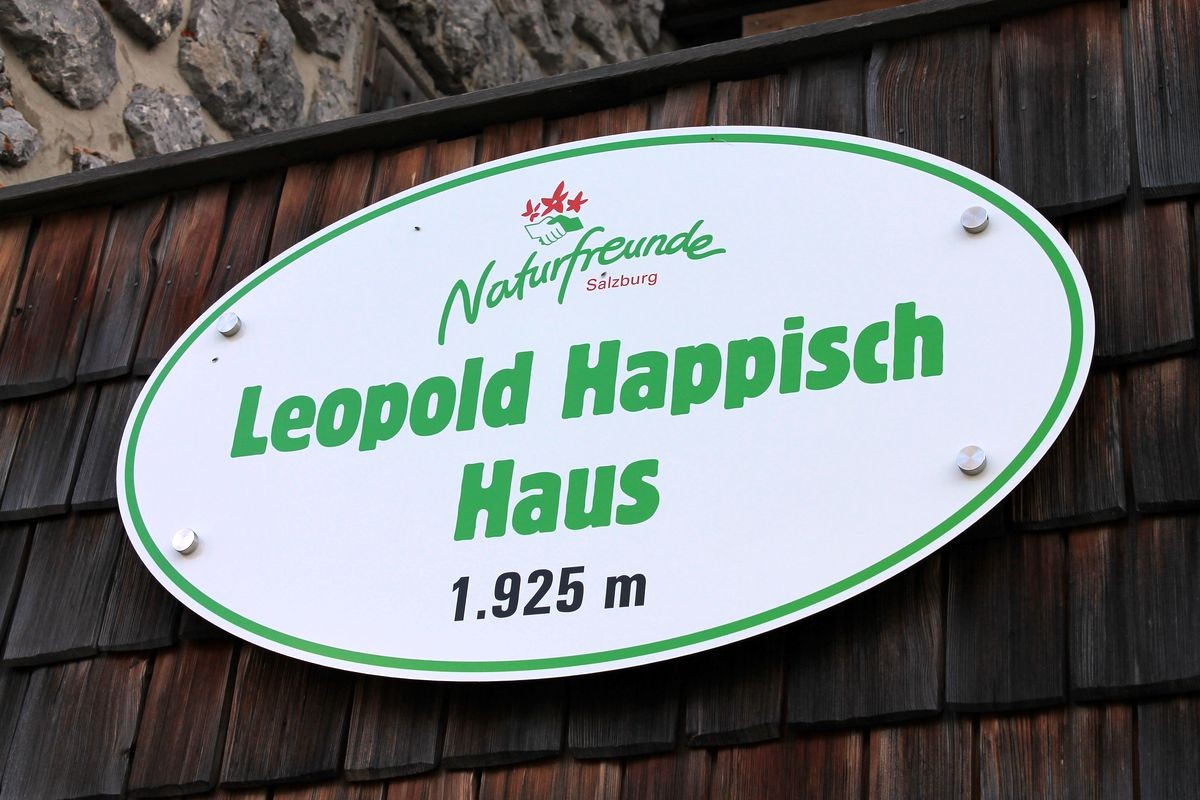 Naturfreunde
Salzburg
Leopold Happisch
Haus
1.925 m